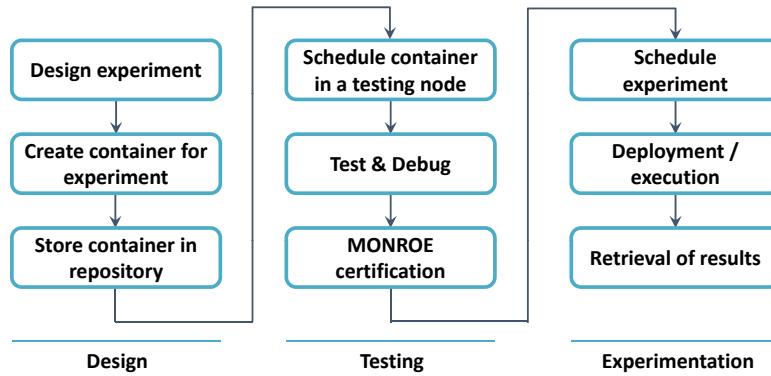 Design experiment
Create container for
experiment
Store container in
repository
Design
Schedule container
in a testing node
Test & Debug
MONROE
certification
Testing
Schedule
experiment
Deployment /
execution
Retrieval of results
Experimentation